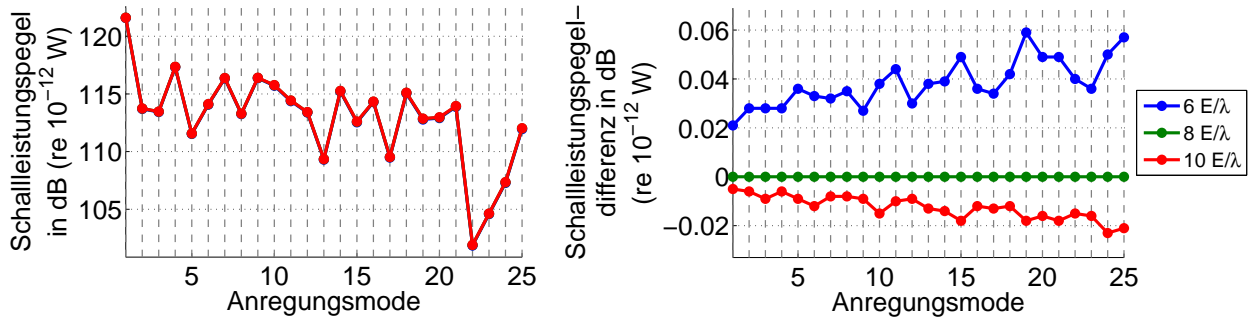 Schallleistungspegel
in dB (re 10⁻¹² W)
120
115
110
105
5
10
15
20
25
Anregungsmode
Schallleistungspegel–
differenz in dB
(re 10⁻¹² W)
0.06
0.04
0.02
0
−0.02
5
10
15
20
25
Anregungsmode
6 E/λ
8 E/λ
10 E/λ